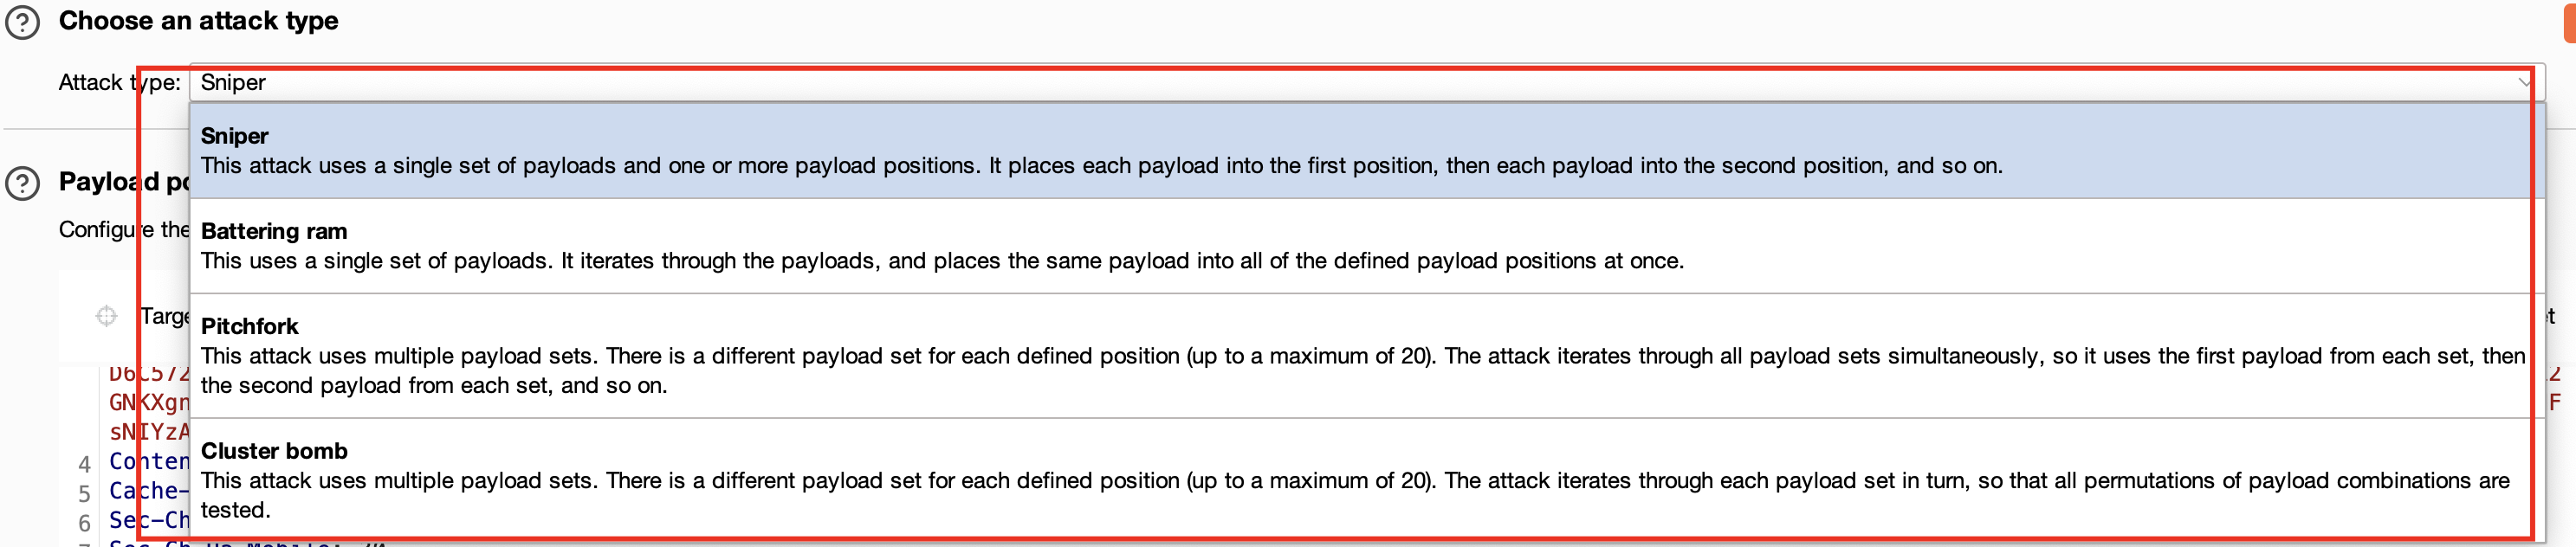 Choose an attack type
Attack type: Sniper
Sniper
This attack uses a single set of payloads and one or more payload positions. It places each payload into the first position, then each payload into the second position, and so on.
Payload po
Battering ram
Configure the
This uses a single set of payloads. It iterates through the payloads, and places the same payload into all of the defined payload positions at once.
Pitchfork
Targe
This attack uses multiple payload sets. There is a different payload set for each defined position (up to a maximum of 20). The attack iterates through all payload sets simultaneously, so it uses the first payload from each set, then
the second payload from each set, and so on.
D6C572
GNKXgn
F
sNIYzA
Cluster bomb
4 Conten
This attack uses multiple payload sets. There is a different payload set for each defined position (up to a maximum of 20). The attack iterates through each payload set in turn, so that all permutations of payload combinations are
tested.
5 Cache-
6 Sec-Ch